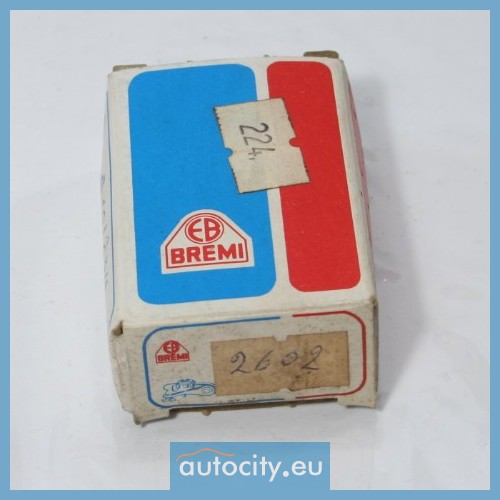 224,
EB
BREMI
EB
BREMI
2602
autocity.eu